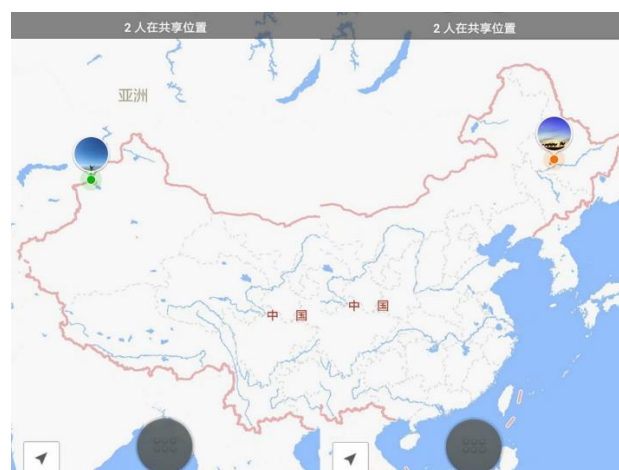 2 人在共享位置
2 人在共享位置
亚洲
中 国
中 国